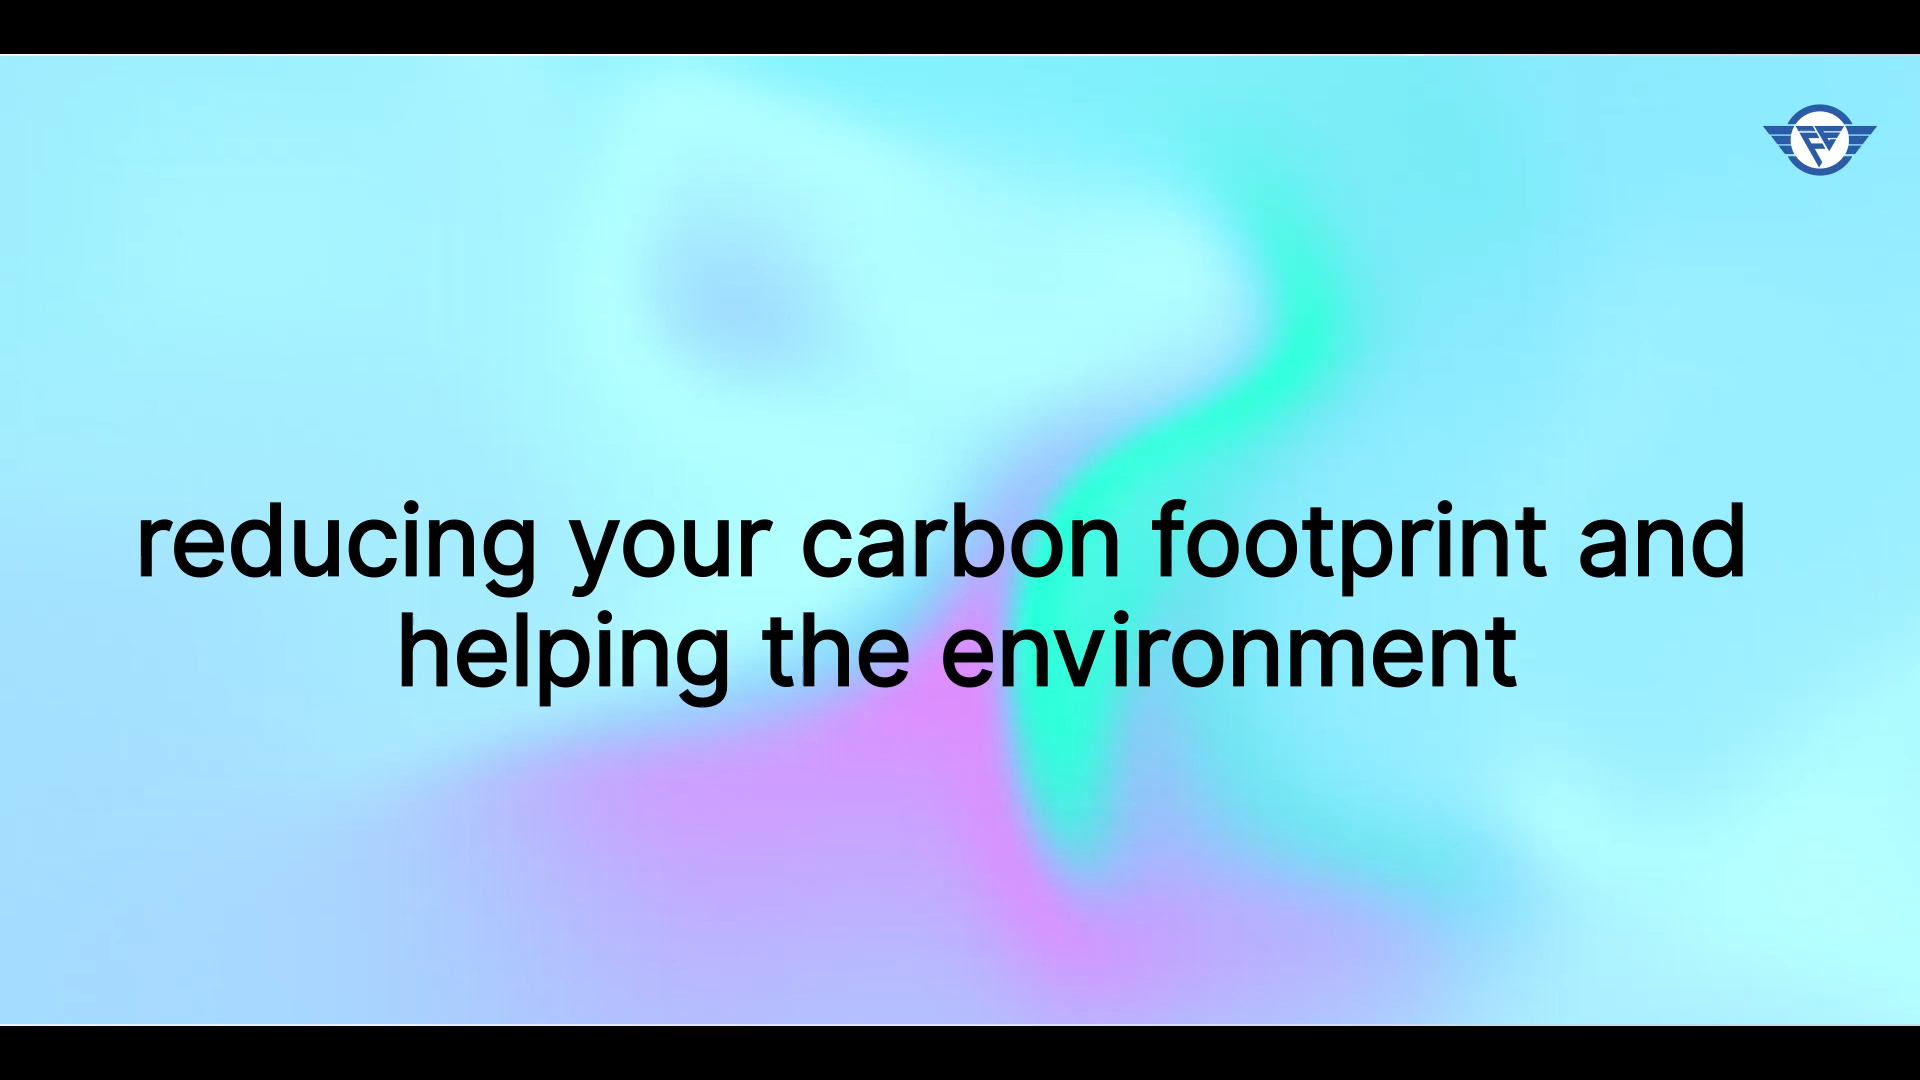 reducing your carbon footprint and
helping the environment